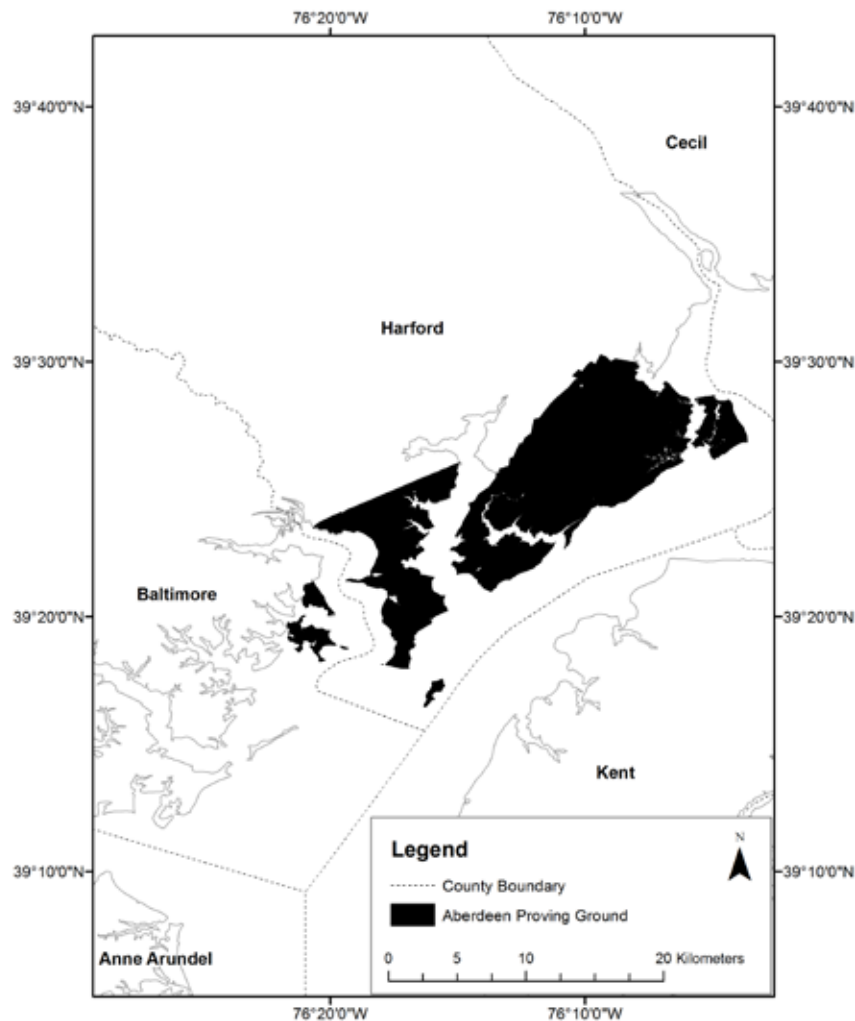 76°20'0"W 76°10'0"W
39°40'0"N 39°40'0"N
Cecil
Harford
39°30'0"N 39°30'0"N
Baltimore
39°20'0"N 39°20'0"N
Kent
Legend
N
County Boundary
Aberdeen Proving Ground
39°10'0"N 39°10'0"N
0 5 10 20 Kilometers
Anne Arundel
76°20'0"W 76°10'0"W